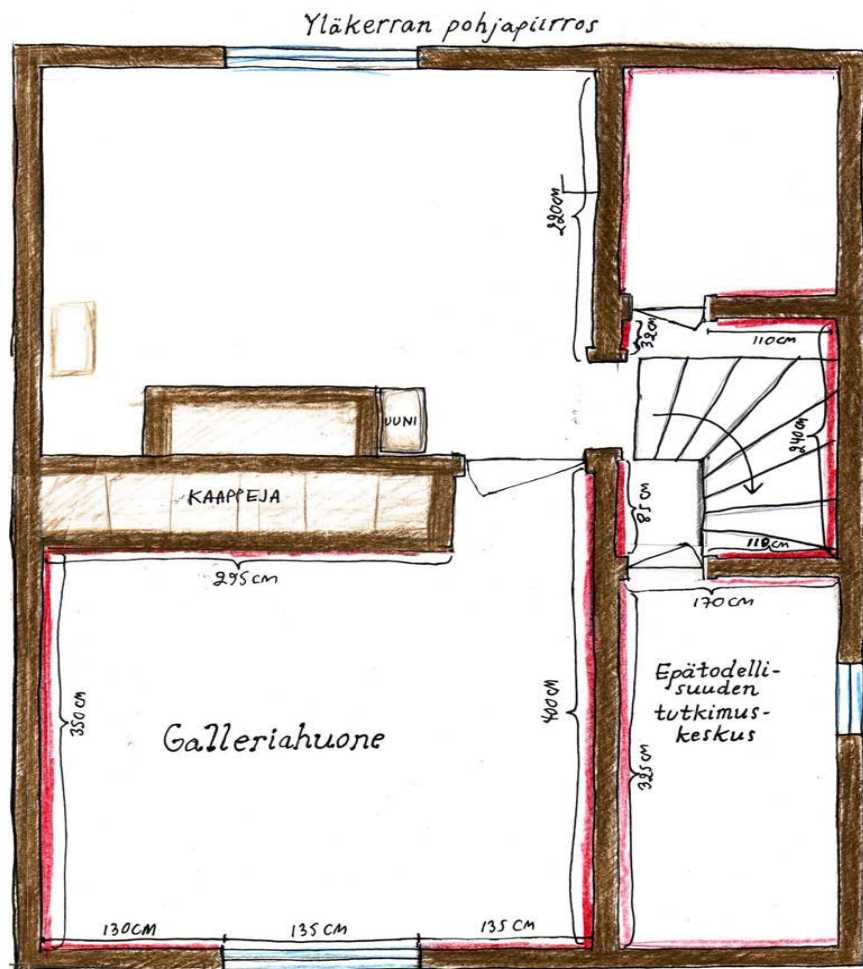 Yläkerran pohjapiirros
220cm
32cm
110cm
UUNI
240cm
KAAPPEJA
85cm
110cm
295cm
170cm
Epätodelli-
suuden
tutkimus-
keskus
350cm
400cm
Galleriahuone
325cm
130cm
135cm
135cm